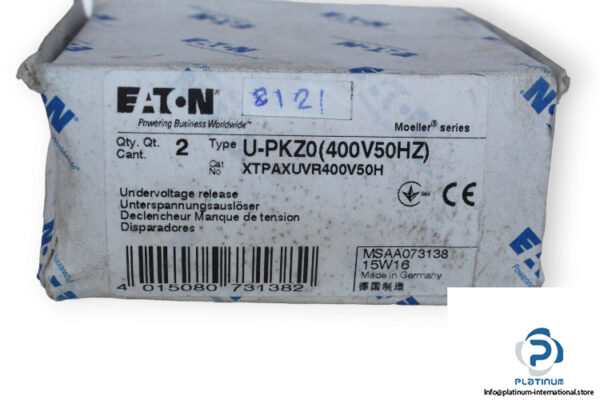 EATON
Powering Business Worldwide™
8121
Moeller® series
Qty. Qt. 2 Type U-PKZ0(400V50HZ)
Cant. Cat No XTPAXUVR400V50H
Undervoltage release
Unterspannungsauslöser
Declencheur Manque de tension
Disparadores
CE
4 015080 731382
MSAA073138
15W16
Made in Germany
德国制造
EATON
PLATINUM
Info@platinum-international.store